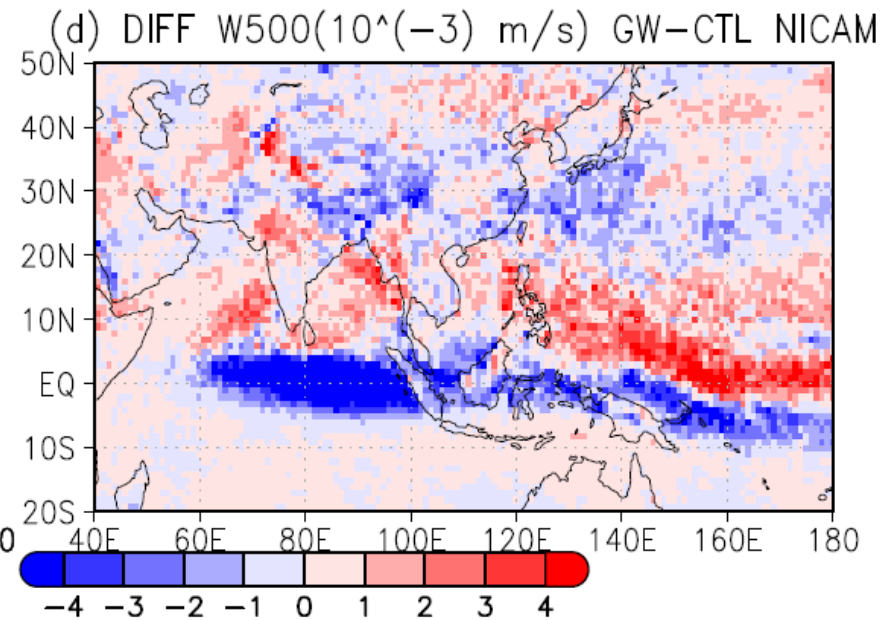 (d) DIFF W500(10^(−3) m/s) GW−CTL NICAM
50N
40N
30N
20N
10N
EQ
10S
20S
0
40E 60E 80E 100E 120E 140E 160E 180
−4 −3 −2 −1 0 1 2 3 4